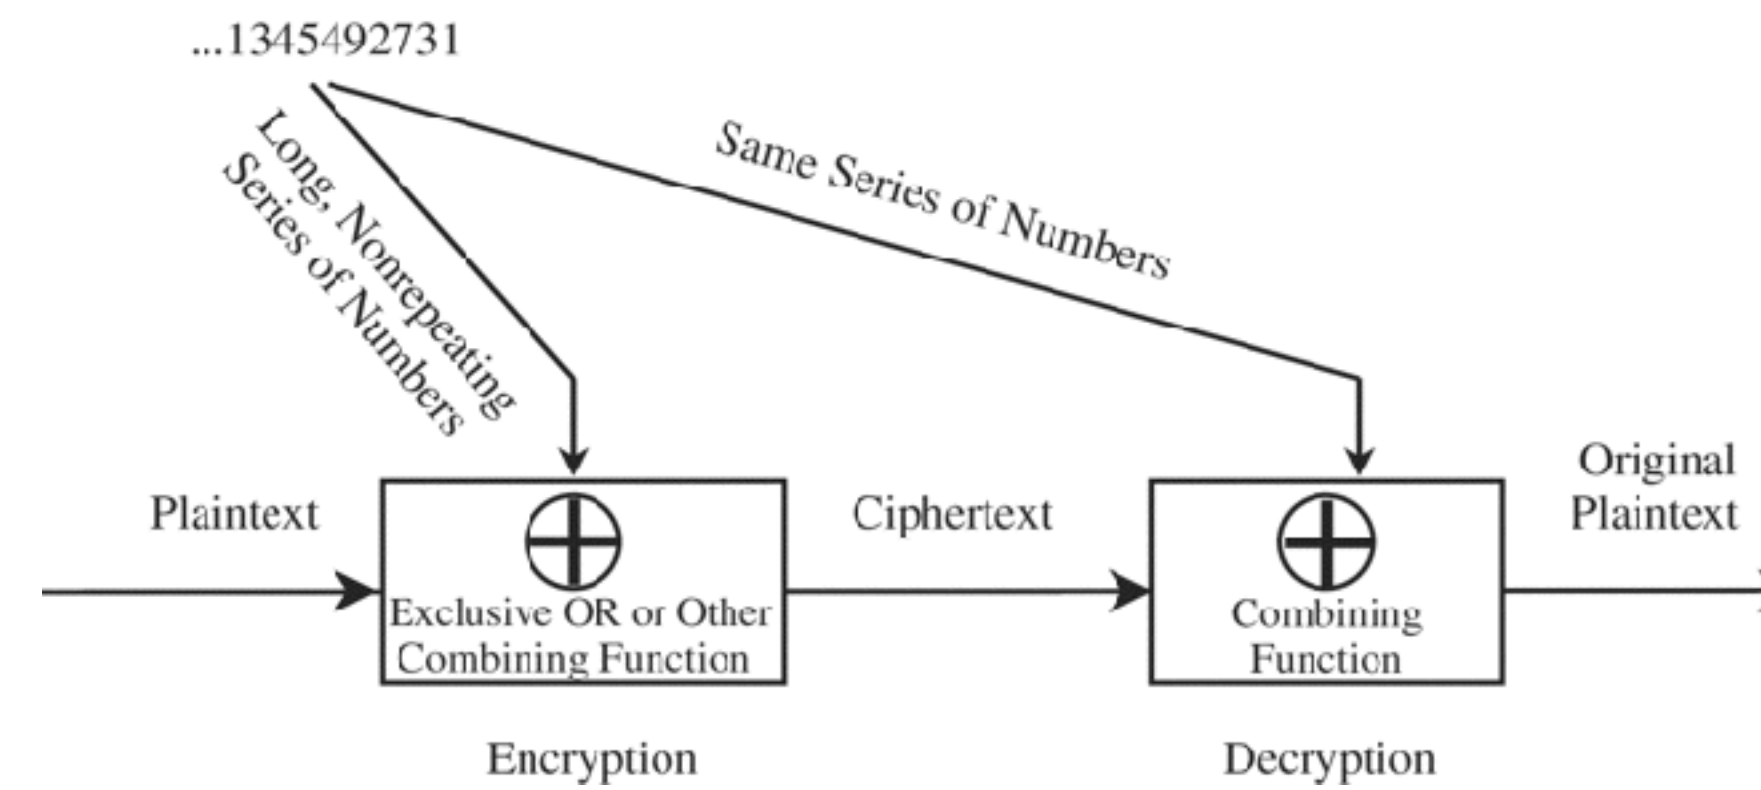 ...1345492731
Long, Nonrepeating
Series of Numbers
Same Series of Numbers
Plaintext
Exclusive OR or Other
Combining Function
Encryption
Ciphertext
Combining
Function
Decryption
Original
Plaintext